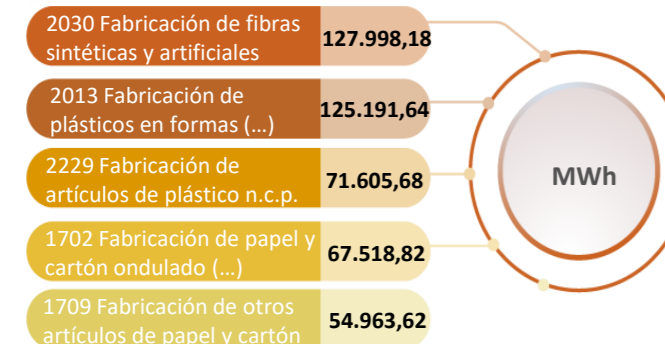 2030 Fabricación de fibras
sintéticas y artificiales
127.998,18
2013 Fabricación de
plásticos en formas (...)
125.191,64
2229 Fabricación de
artículos de plástico n.c.p.
71.605,68
1702 Fabricación de papel y
cartón ondulado (...)
67.518,82
1709 Fabricación de otros
artículos de papel y cartón
54.963,62
MWh